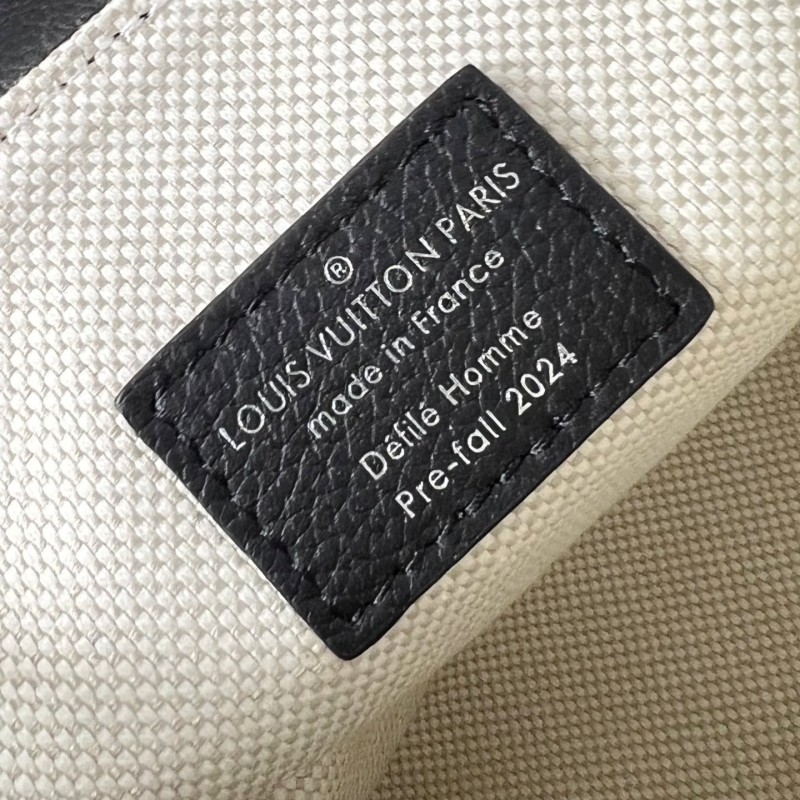 ®
LOUIS VUITTON PARIS
made in France
Défilé Homme
Pre-fall 2024